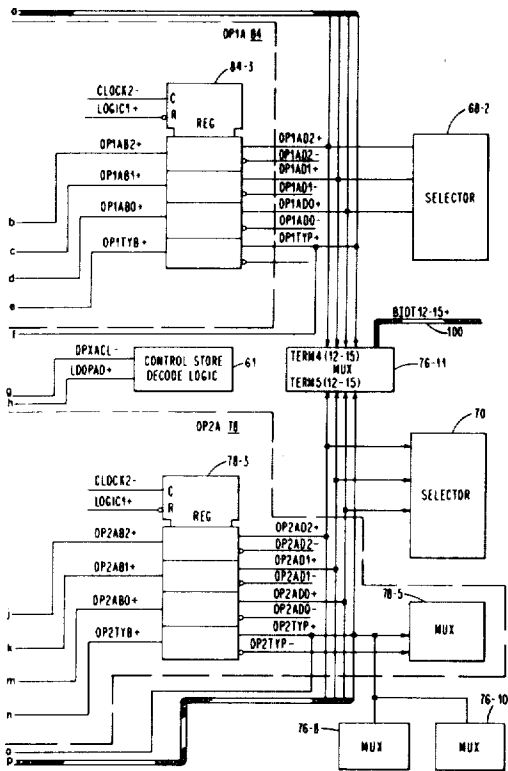 a
OP1A 84
84-3
CLOCK2-
C
LOGIC1+
R
REG
68-2
OP1AB2+
OP1AD2+
OP1AD2-
OP1AB1+
OP1AD1+
OP1AD1-
SELECTOR
OP1AB0+
OP1AD0+
b
OP1AD0-
c
OP1TYB+
OP1TYP+
d
e
f
BIDT12-15+
100
OPXACL-
CONTROL STORE
DECODE LOGIC
61
TERM4(12-15)
MUX
TERM5(12-15)
76-11
g
LDOPAD+
h
OP2A 78
70
78-3
CLOCK2-
C
LOGIC1+
R
REG
SELECTOR
OP2AB2+
OP2AD2+
OP2AD2-
OP2AB1+
OP2AD1+
OP2AD1-
j
OP2AB0+
OP2AD0+
78-5
k
OP2AD0-
m
OP2TYB+
OP2TYP+
MUX
OP2TYP-
n
o
p
76-8
76-10
MUX
MUX